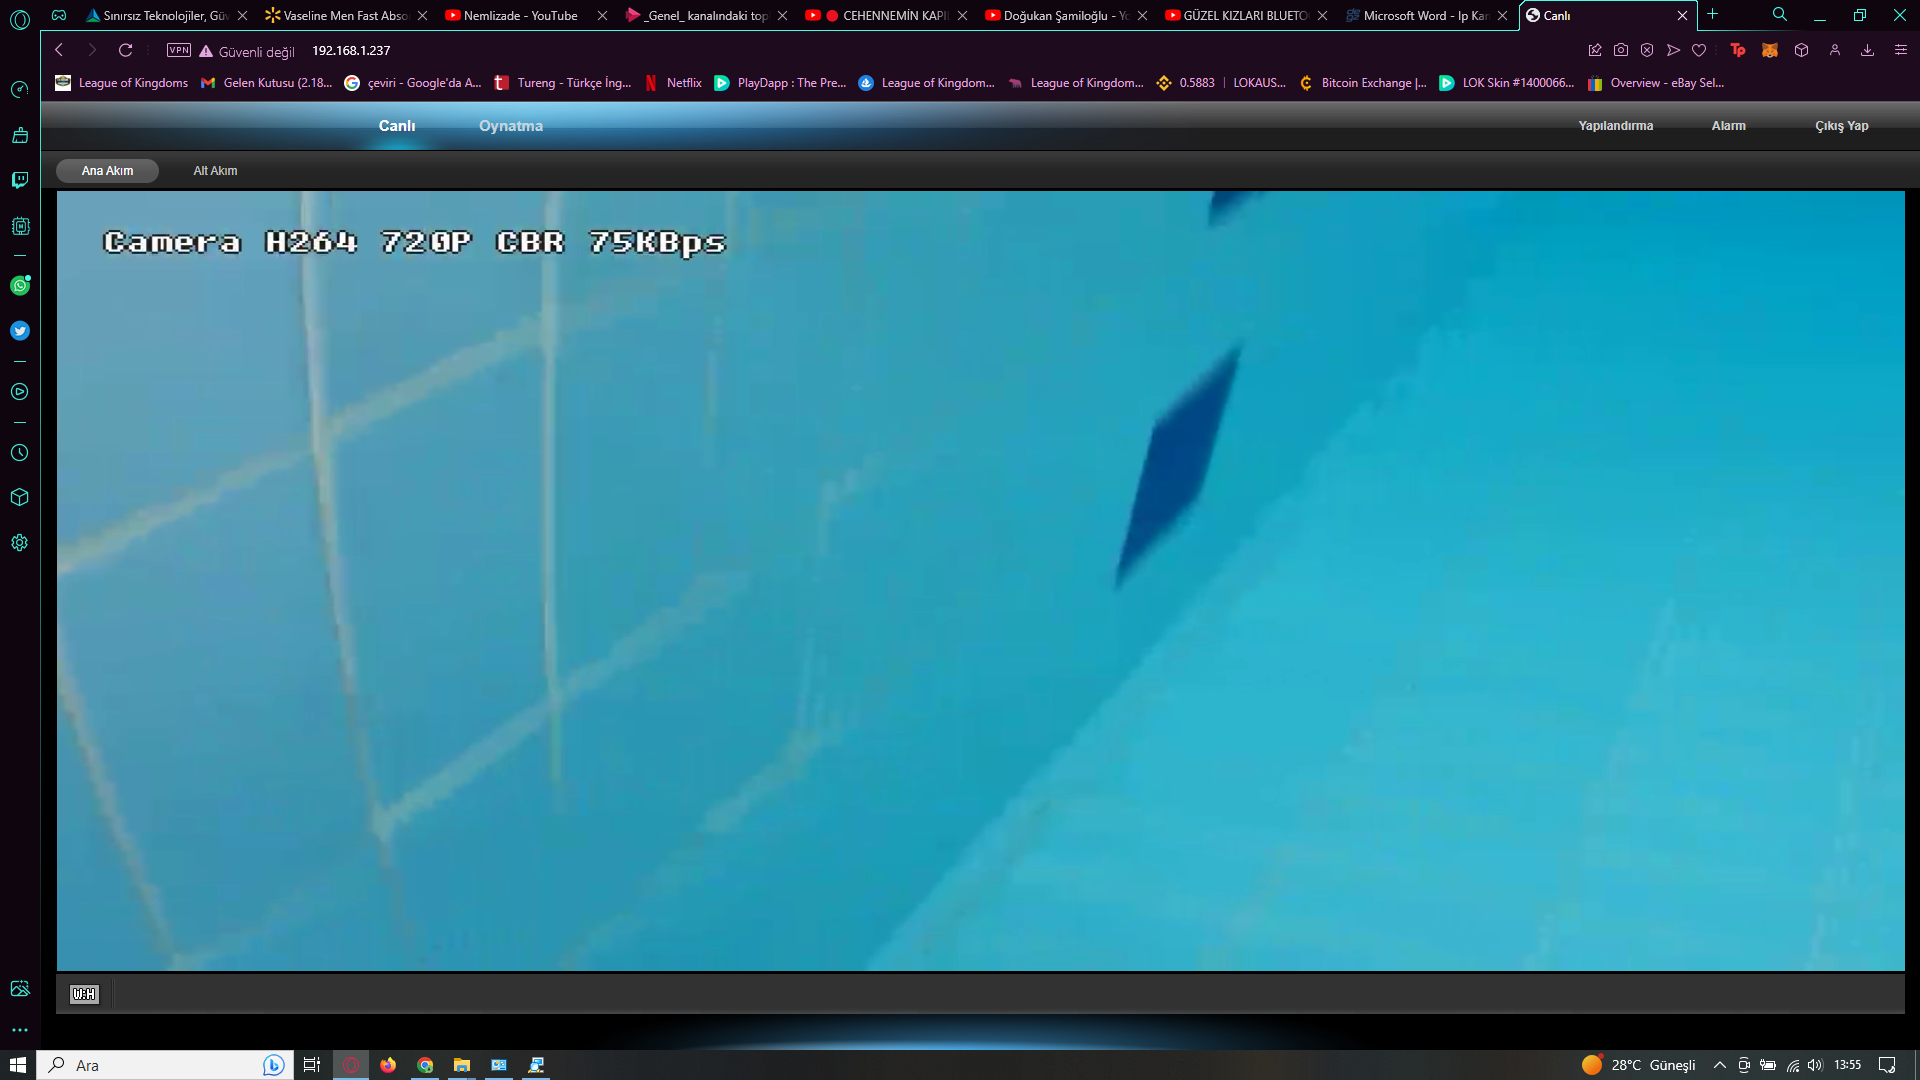 Sınırsız Teknolojiler, Gü
Vaseline Men Fast Abso
Nemlizade - YouTube
_Genel_ kanalındaki top
CEHENNEMİN KAPI
Doğukan Şamiloğlu - Yo
GÜZEL KIZLARI BLUETO
Microsoft Word - Ip Kar
Canlı
VPN
Güvenli değil
192.168.1.237
Tp
League of Kingdoms
Gelen Kutusu (2.18...
çeviri - Google'da A...
Tureng - Türkçe İng...
Netflix
PlayDapp : The Pre...
League of Kingdom...
League of Kingdom...
0.5883 | LOKAUS...
Bitcoin Exchange |...
LOK Skin #1400066...
Overview - eBay Sel...
Canlı
Oynatma
Yapılandırma
Alarm
Çıkış Yap
Ana Akım
Alt Akım
Camera H264 720P CBR 75KBps
W:H
Ara
28°C Güneşli
13:55